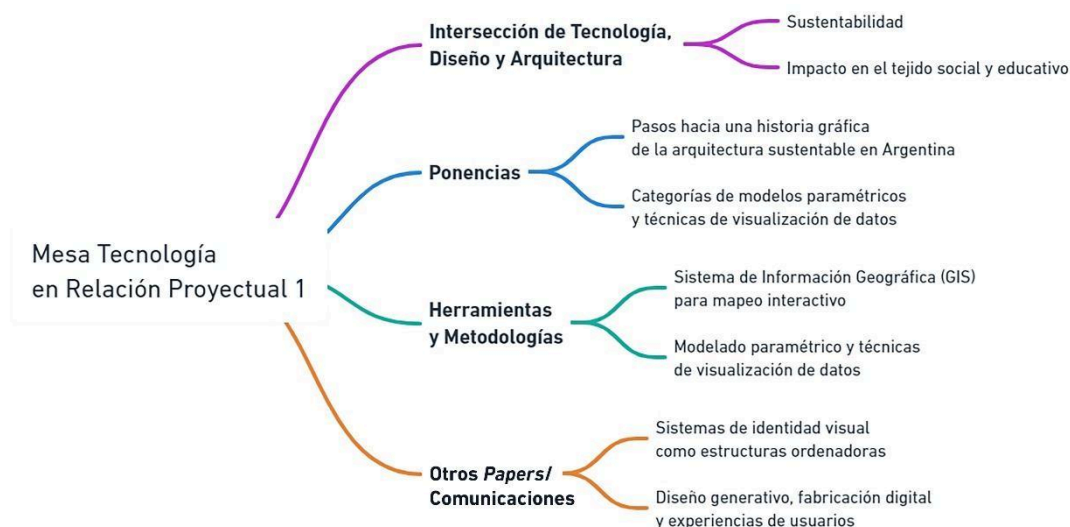 Mesa Tecnología
en Relación Proyectual 1
Intersección de Tecnología,
Diseño y Arquitectura
Sustentabilidad
Impacto en el tejido social y educativo
Ponencias
Pasos hacia una historia gráfica
de la arquitectura sustentable en Argentina
Categorías de modelos paramétricos
y técnicas de visualización de datos
Herramientas
y Metodologías
Sistema de Información Geográfica (GIS)
para mapeo interactivo
Modelado paramétrico y técnicas
de visualización de datos
Otros Papers/
Comunicaciones
Sistemas de identidad visual
como estructuras ordenadoras
Diseño generativo, fabricación digital
y experiencias de usuarios